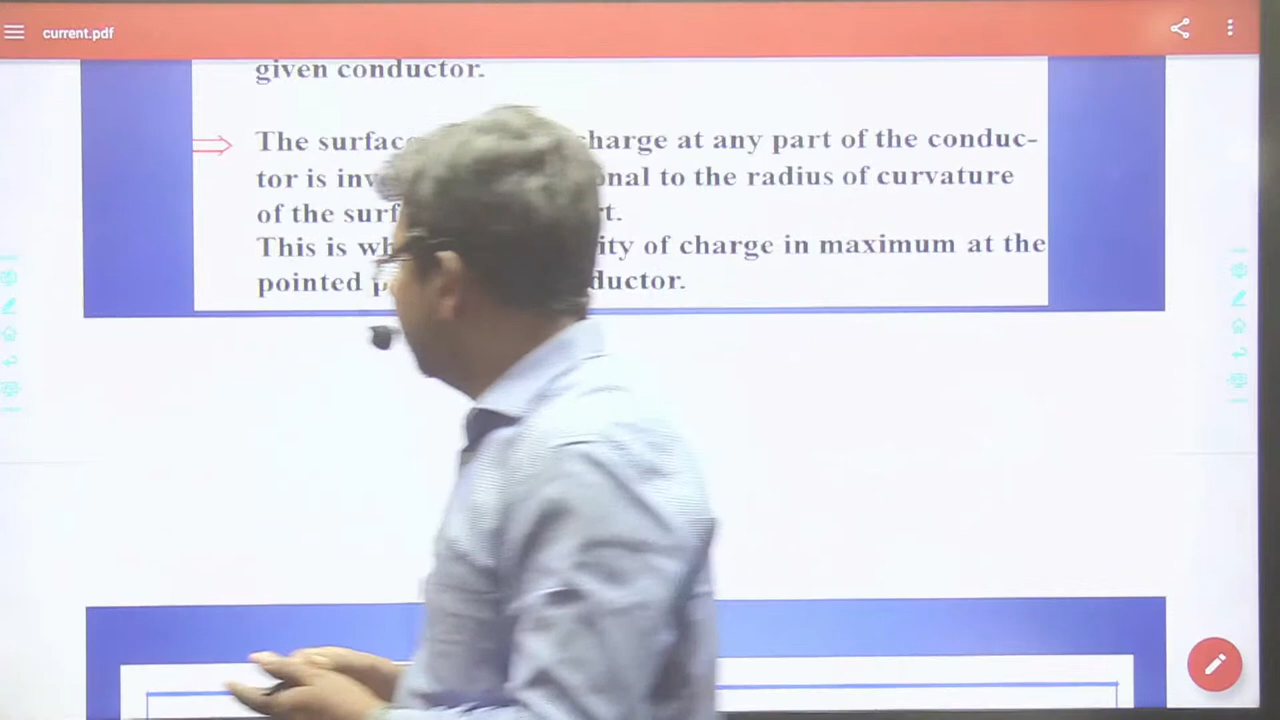 current.pdf
given conductor.
The surface charge at any part of the conduc-
tor is inv onal to the radius of curvature
of the surf t.
This is wh ity of charge in maximum at the
pointed p ductor.